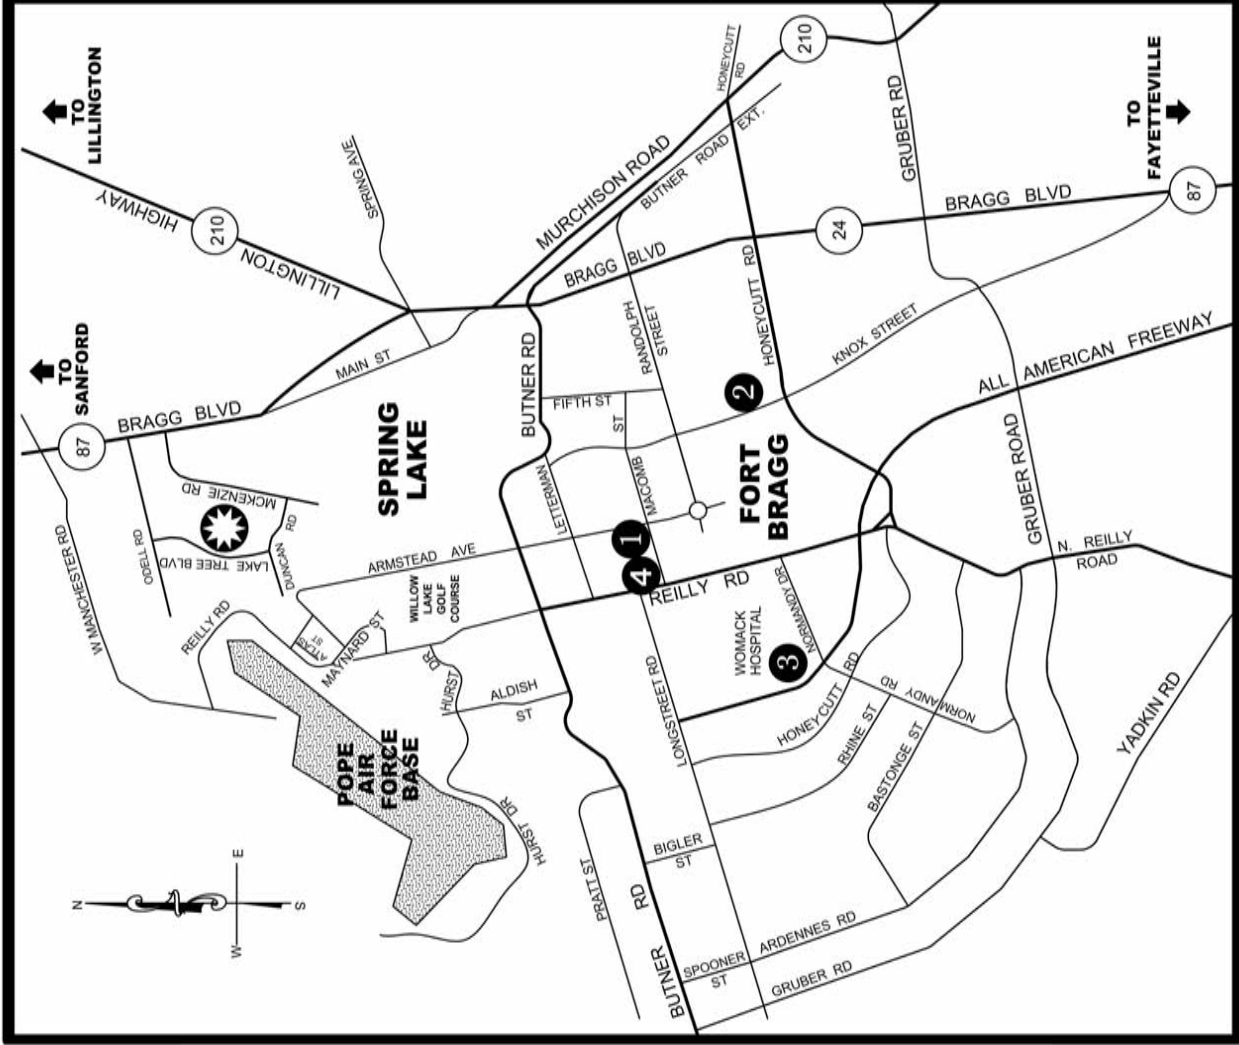 TO
LILLINGTON
HIGHWAY
210
LILLINGTON
SPRING AVE
MURCHISON ROAD
BUTNER ROAD EXT.
HONEYCUTT
RD
210
GRUBER RD
TO
FAYETTEVILLE
87
BRAGG BLVD
24
BRAGG BLVD
TO
SANFORD
87
BRAGG BLVD
MAIN ST
BUTNER RD
RANDOLPH
STREET
HONEYCUTT RD
KNOX STREET
ALL AMERICAN FREEWAY
FIFTH ST
2
SPRING
LAKE
LETTERMAN
MACOMB ST
FORT
BRAGG
GRUBER ROAD
N. REILLY
ROAD
W MANCHESTER RD
ODELL RD
MCKENZIE RD
LAKE TREE BLVD
DUNCAN RD
ARMSTEAD AVE
1
4
REILLY RD
REILLY RD
ATLAS
ST
MAYNARD ST
WILLOW
LAKE
GOLF
COURSE
WOMACK
HOSPITAL
NORMANDY DR
3
HURST DR
ALDISH
ST
LONGSTREET RD
HONEYCUTT RD
NORMANDY RD
RHINE ST
BASTONGE ST
YADKIN RD
POPE
AIR
FORCE
BASE
HURST DR
PRATT ST
BIGLER
ST
BUTNER RD
SPOONER
ST
ARDENNES RD
GRUBER RD
N
E
S
W